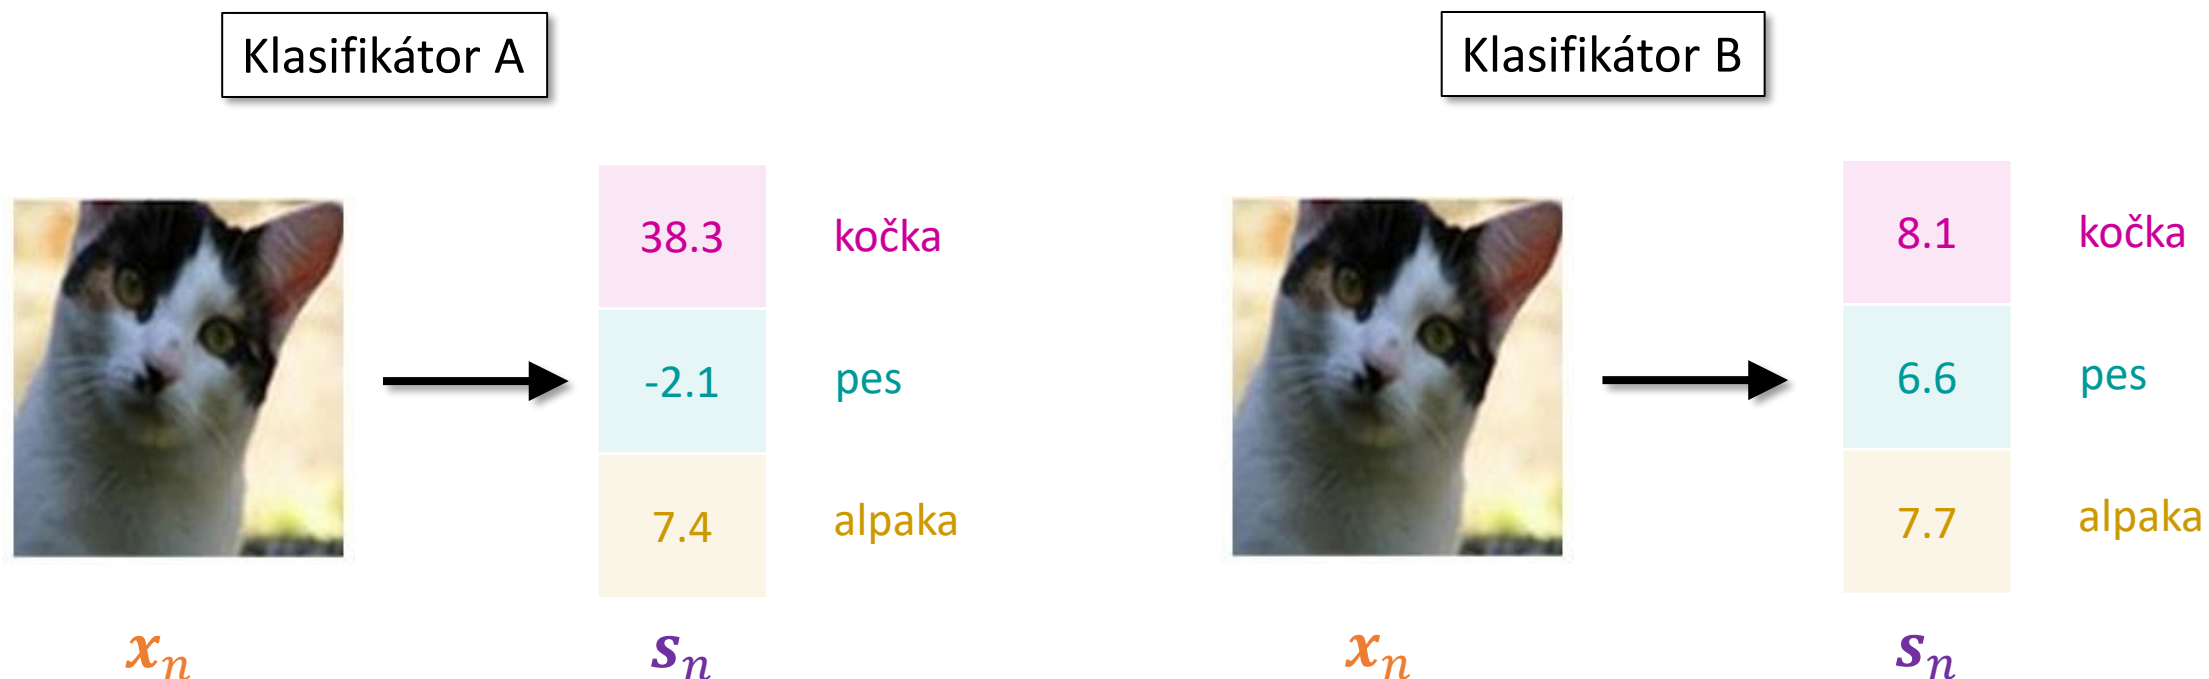 Klasifikátor A
38.3 kočka
-2.1 pes
7.4 alpaka
xn sn
Klasifikátor B
8.1 kočka
6.6 pes
7.7 alpaka
xn sn